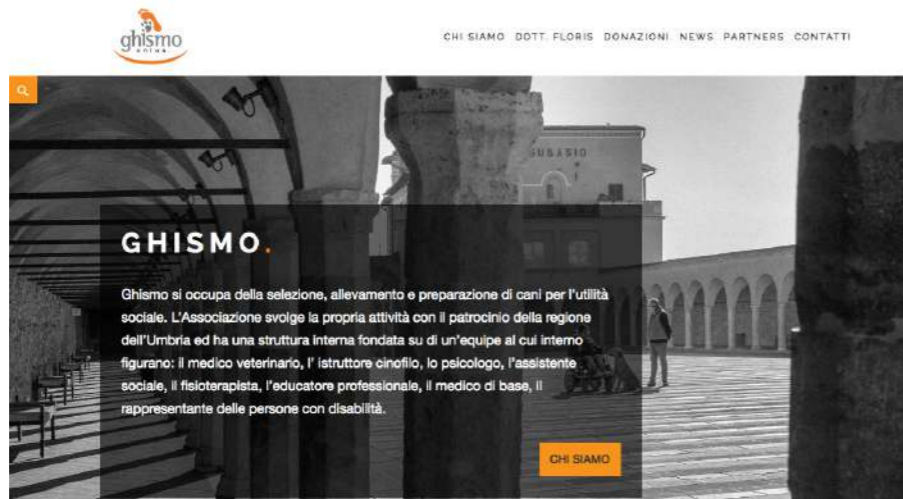 ghismo
onlus.
CHI SIAMO DOTT. FLORIS DONAZIONI NEWS PARTNERS CONTATTI
SUBASIO
GHISMO.
Ghismo si occupa della selezione, allevamento e preparazione di cani per l'utilità
sociale. L'Associazione svolge la propria attività con il patrocinio della regione
dell'Umbria ed ha una struttura interna fondata su di un'equipe al cui interno
figurano: il medico veterinario, l' istruttore cinofilo, lo psicologo, l'assistente
sociale, il fisioterapista, l'educatore professionale, il medico di base, il
rappresentante delle persone con disabilità.
CHI SIAMO